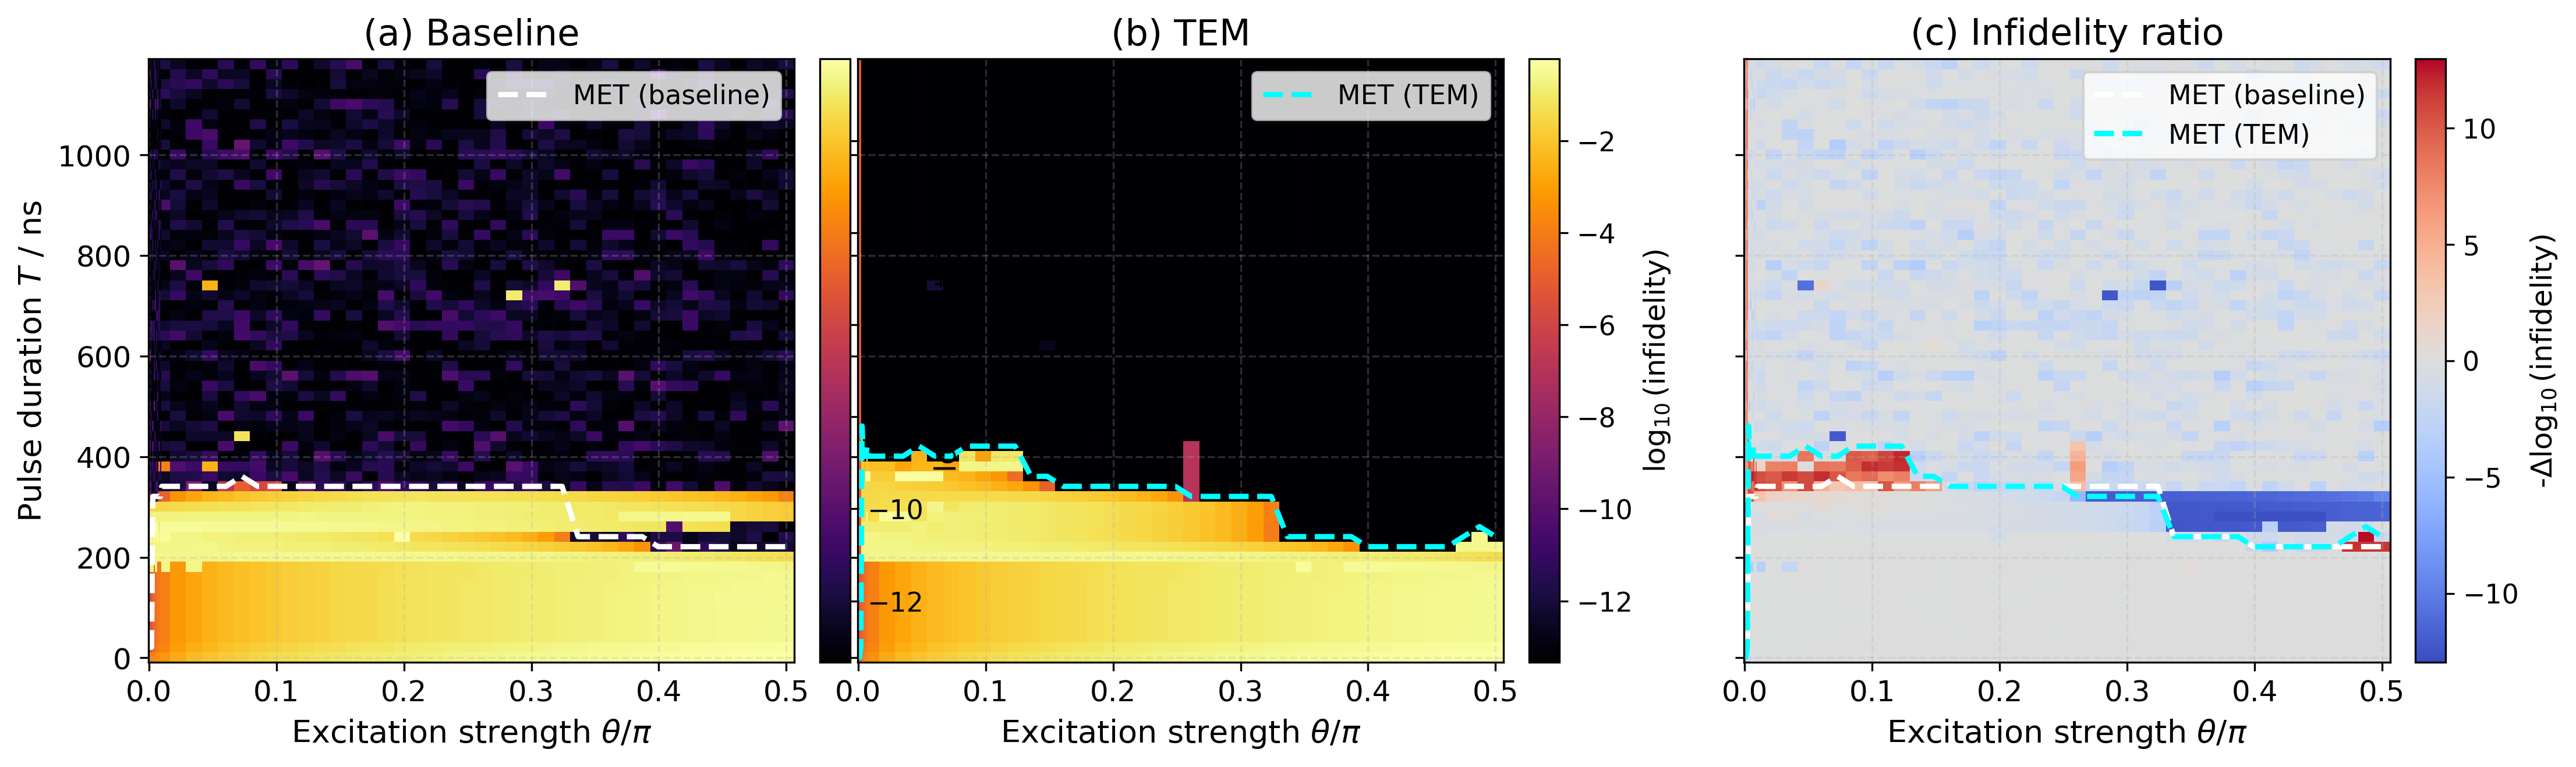 (a) Baseline
MET (baseline)
Pulse duration T / ns
1000
800
600
400
200
0
0.0 0.1 0.2 0.3 0.4 0.5
Excitation strength θ/π
−10
−12
(b) TEM
MET (TEM)
0.0 0.1 0.2 0.3 0.4 0.5
Excitation strength θ/π
−2
−4
−6
−8
−10
−12
log₁₀(infidelity)
(c) Infidelity ratio
MET (baseline)
MET (TEM)
0.0 0.1 0.2 0.3 0.4 0.5
Excitation strength θ/π
10
5
0
−5
−10
-Δlog₁₀(infidelity)